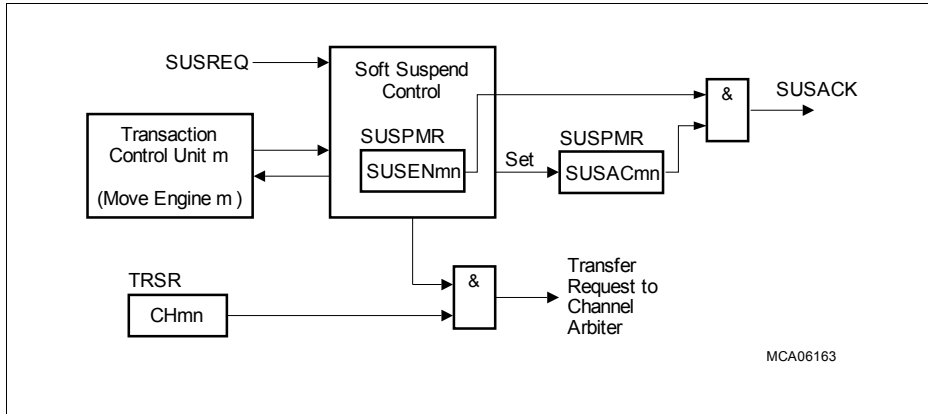 SUSREQ
Soft Suspend
Control
SUSPMR
SUSENmn
Transaction
Control Unit m
(Move Engine m )
Set
SUSPMR
SUSACmn
&
SUSACK
TRSR
CHmn
&
Transfer
Request to
Channel
Arbiter
MCA06163